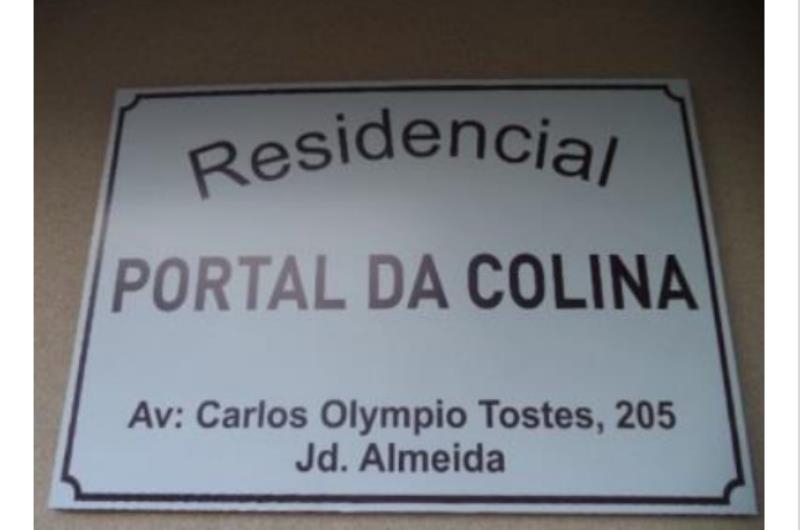 Residencial
PORTAL DA COLINA
Av: Carlos Olympio Tostes, 205
Jd. Almeida